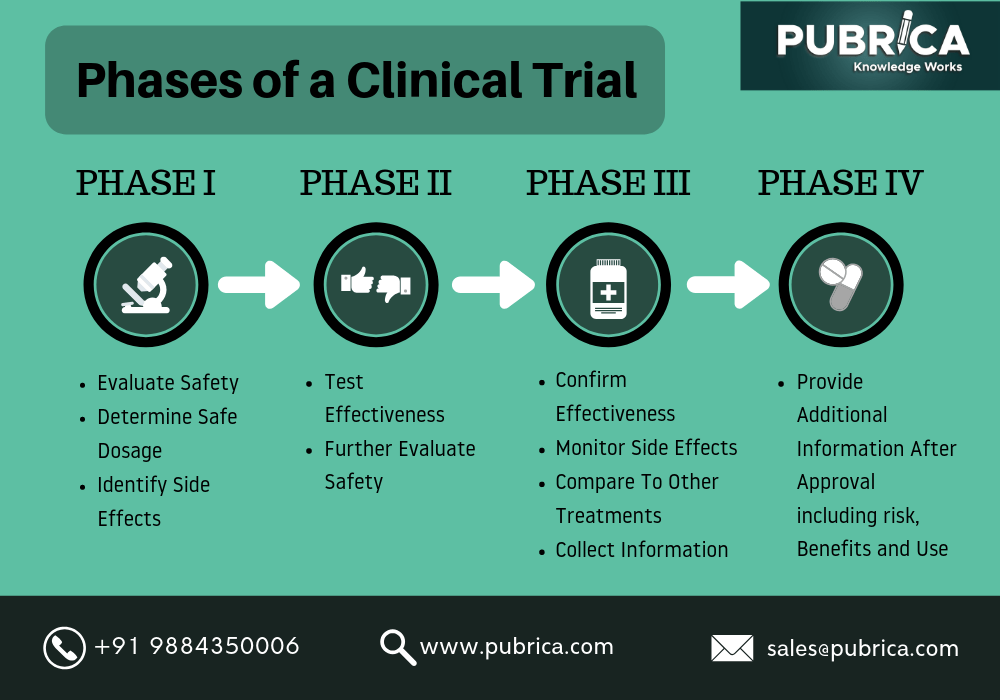 PUBRICA
Knowledge Works
Phases of a Clinical Trial
PHASE I
Evaluate Safety
Determine Safe
Dosage
Identify Side
Effects
PHASE II
Test
Effectiveness
Further Evaluate
Safety
PHASE III
Confirm
Effectiveness
Monitor Side Effects
Compare To Other
Treatments
Collect Information
PHASE IV
Provide
Additional
Information After
Approval
including risk,
Benefits and Use
+91 9884350006
www.pubrica.com
sales@pubrica.com